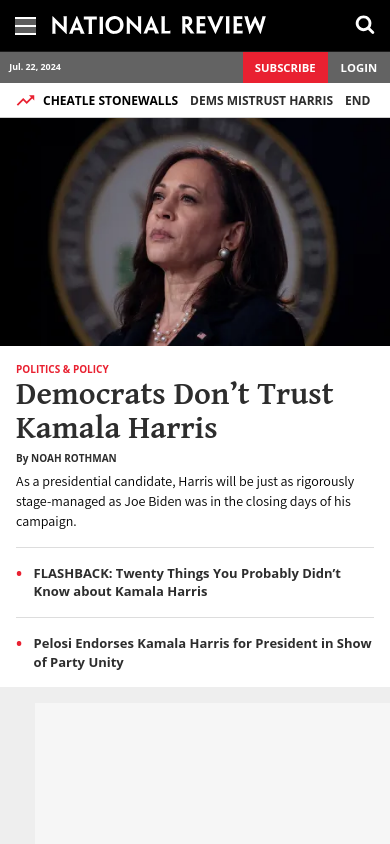 NATIONAL REVIEW
Jul. 22, 2024
SUBSCRIBE
LOGIN
CHEATLE STONEWALLS DEMS MISTRUST HARRIS END
POLITICS & POLICY
Democrats Don’t Trust
Kamala Harris
By NOAH ROTHMAN
As a presidential candidate, Harris will be just as rigorously
stage-managed as Joe Biden was in the closing days of his
campaign.
FLASHBACK: Twenty Things You Probably Didn’t
Know about Kamala Harris
Pelosi Endorses Kamala Harris for President in Show
of Party Unity